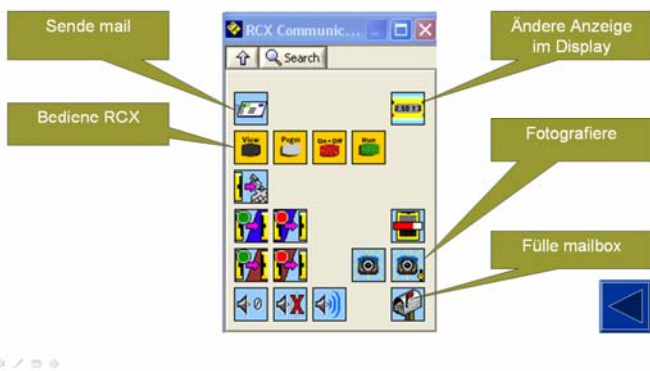 Sende mail
RCX Communic...
Ändere Anzeige
im Display
Search
Bediene RCX
View
Prgm
On • Off
Run
Fotografiere
Fülle mailbox
0
X